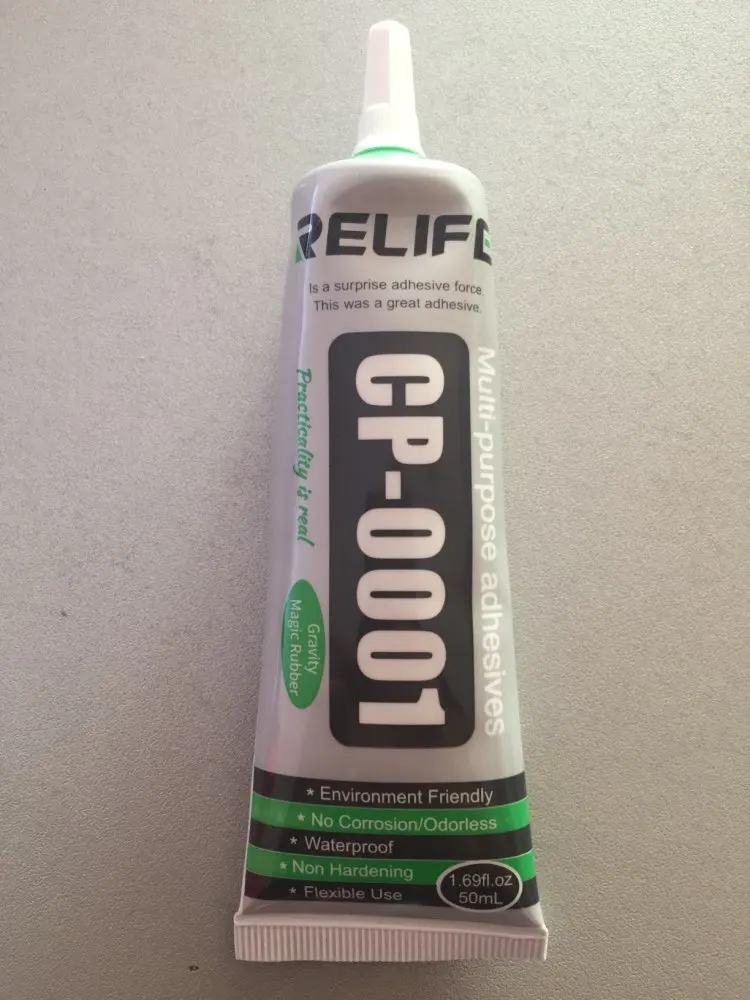 RELIFE
Is a surprise adhesive force.
This was a great adhesive.
CP-0001
Multi-purpose adhesives
Practicality is real
Gravity
Magic Rubber
* Environment Friendly
* No Corrosion/Odorless
* Waterproof
* Non Hardening
* Flexible Use
1.69fl.oz
50mL